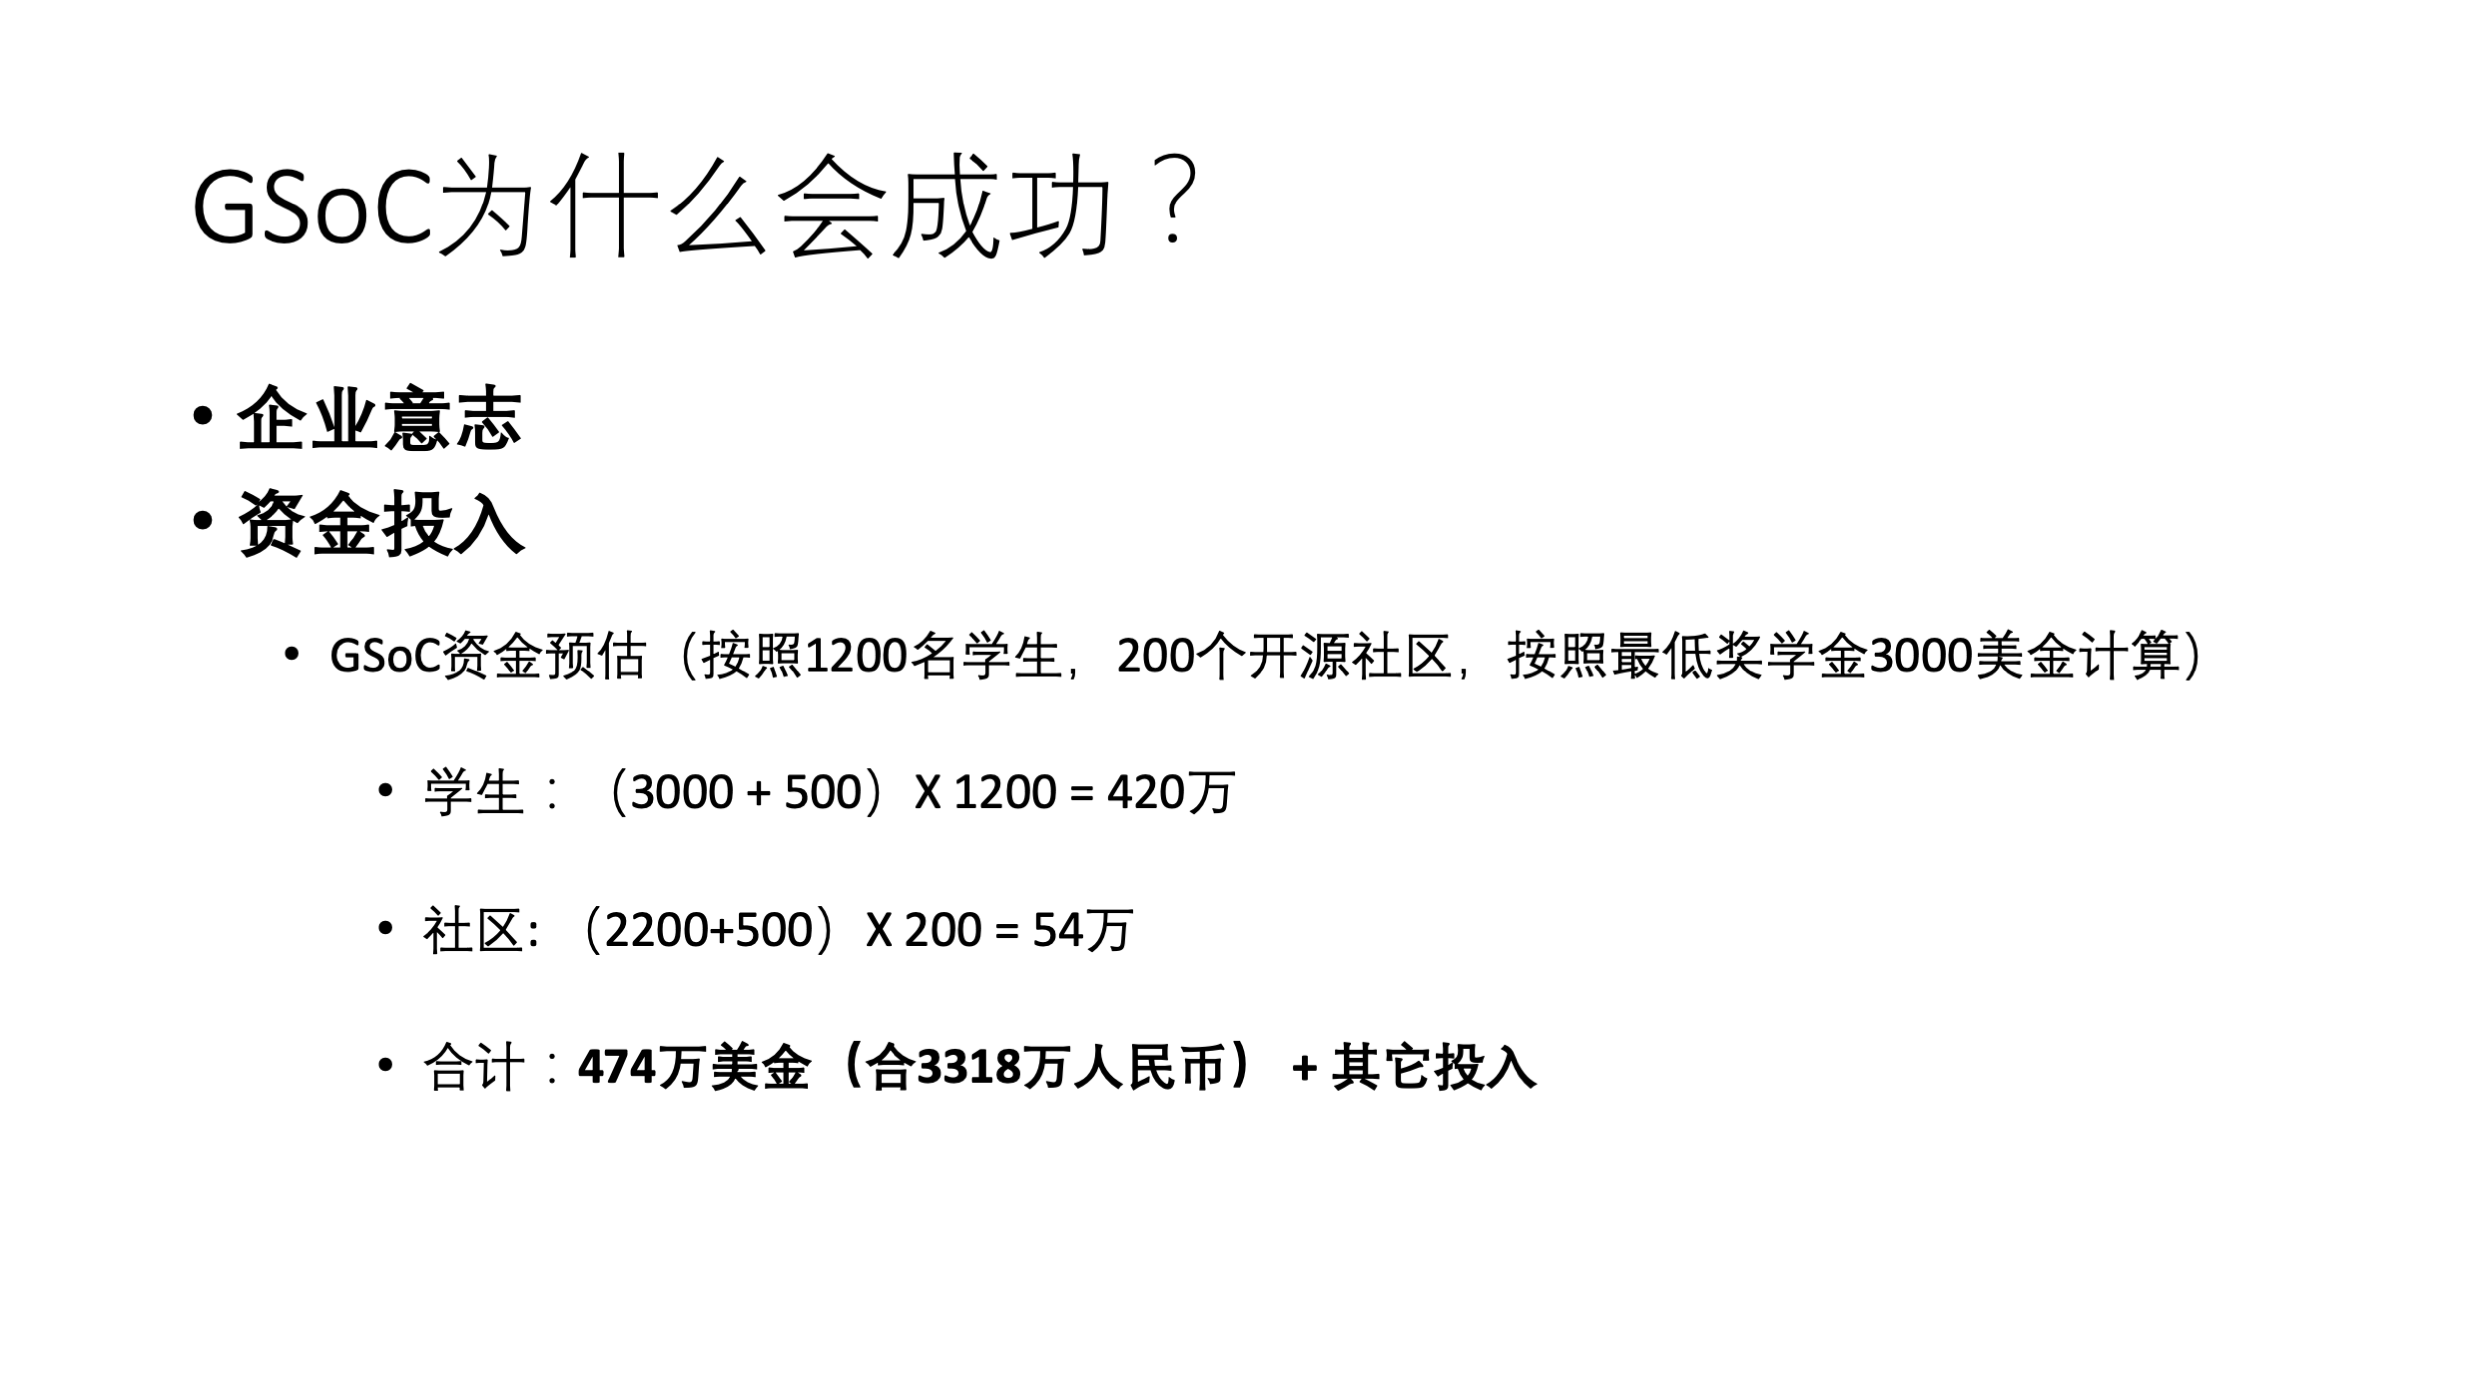 GSoC为什么会成功？
• 企业意志
• 资金投入
• GSoC资金预估（按照1200名学生，200个开源社区，按照最低奖学金3000美金计算）
• 学生：（3000 + 500）X 1200 = 420万
• 社区:（2200+500）X 200 = 54万
• 合计：474万美金（合3318万人民币） + 其它投入